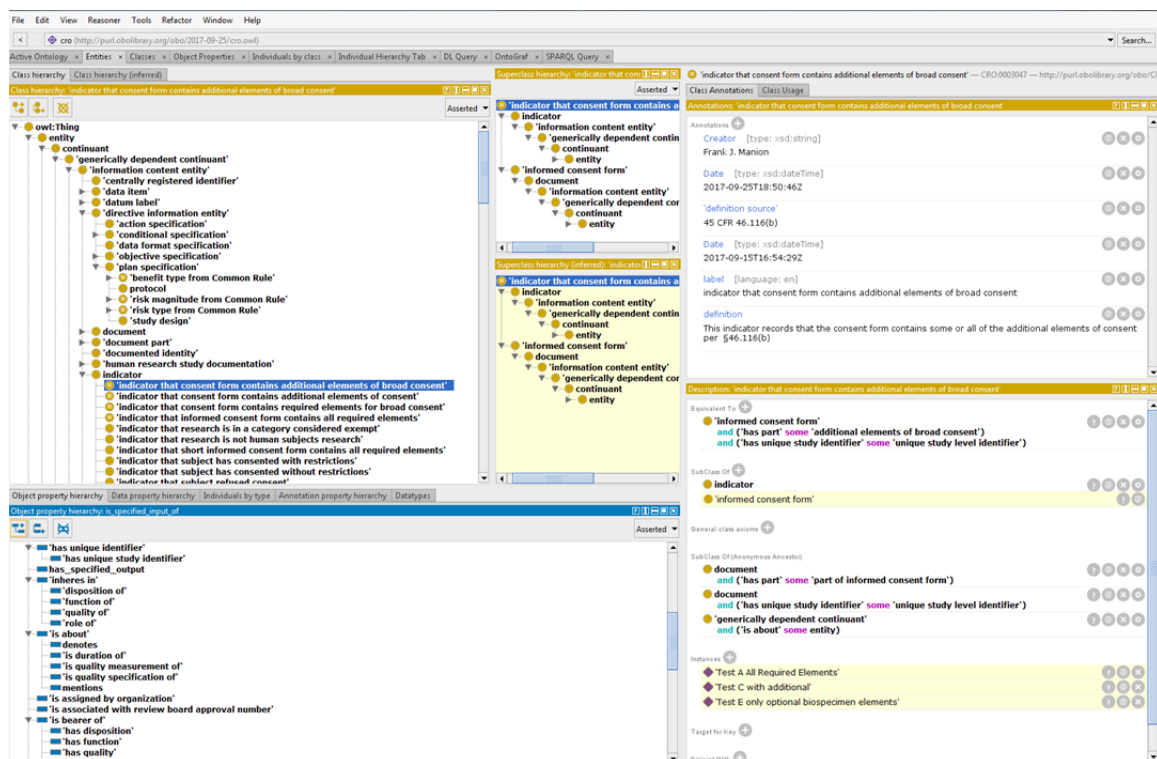 File Edit View Reasoner Tools Refactor Window Help
< > cro (http://purl.obolibrary.org/obo/2017-09-25/cro.owl) Search...
Active Ontology × Entities × Classes × Object Properties × Individuals by class × Individual Hierarchy Tab × DL Query × OntoGraf × SPARQL Query ×
Class hierarchy Class hierarchy (inferred)
Class hierarchy: 'indicator that consent form contains additional elements of broad consent'
Asserted
owl:Thing
entity
continuant
'generically dependent continuant'
'information content entity'
'centrally registered identifier'
'data item'
'datum label'
'directive information entity'
'action specification'
'conditional specification'
'data format specification'
'objective specification'
'plan specification'
'benefit type from Common Rule'
protocol
'risk magnitude from Common Rule'
'risk type from Common Rule'
'study design'
document
'document part'
'documented identity'
'human research study documentation'
indicator
'indicator that consent form contains additional elements of broad consent'
'indicator that consent form contains additional elements of consent'
'indicator that consent form contains required elements for broad consent'
'indicator that informed consent form contains all required elements'
'indicator that research is in a category considered exempt'
'indicator that research is not human subjects research'
'indicator that short informed consent form contains all required elements'
'indicator that subject has consented with restrictions'
'indicator that subject has consented without restrictions'
'indicator that subject refused consent'
Superclass hierarchy: 'indicator that con
Asserted
'indicator that consent form contains a
indicator
'information content entity'
'generically dependent contin
continuant
entity
'informed consent form'
document
'information content entity'
'generically dependent cor
continuant
entity
Superclass hierarchy (inferred): 'indicato
'indicator that consent form contains a
indicator
'information content entity'
'generically dependent contin
continuant
entity
'informed consent form'
document
'information content entity'
'generically dependent cor
continuant
entity
'indicator that consent form contains additional elements of broad consent' — CRO:0003047 — http://purl.obolibrary.org/obo/C
Class Annotations Class Usage
Annotations: 'indicator that consent form contains additional elements of broad consent'
Annotations
Creator [type: xsd:string]
Frank J. Manion
Date [type: xsd:dateTime]
2017-09-25T18:50:46Z
'definition source'
45 CFR 46.116(b)
Date [type: xsd:dateTime]
2017-09-15T16:54:29Z
label [language: en]
indicator that consent form contains additional elements of broad consent
definition
This indicator records that the consent form contains some or all of the additional elements of consent
per §46.116(b)
Description: 'indicator that consent form contains additional elements of broad consent'
Equivalent To
'informed consent form'
and ('has part' some 'additional elements of broad consent')
and ('has unique study identifier' some 'unique study level identifier')
SubClass Of
indicator
'informed consent form'
General class axioms
SubClass Of (Anonymous Ancestor)
document
and ('has part' some 'part of informed consent form')
document
and ('has unique study identifier' some 'unique study level identifier')
'generically dependent continuant'
and ('is about' some entity)
Instances
'Test A All Required Elements'
'Test C with additional'
'Test E only optional biospecimen elements'
Target for Key
Object property hierarchy Data property hierarchy Individuals by type Annotation property hierarchy Datatypes
Object property hierarchy: is_specified_input_of
Asserted
'has unique identifier'
'has unique study identifier'
has_specified_output
'inheres in'
'disposition of'
'function of'
'quality of'
'role of'
'is about'
denotes
'is duration of'
'is quality measurement of'
'is quality specification of'
mentions
'is assigned by organization'
'is associated with review board approval number'
'is bearer of'
'has disposition'
'has function'
'has quality'